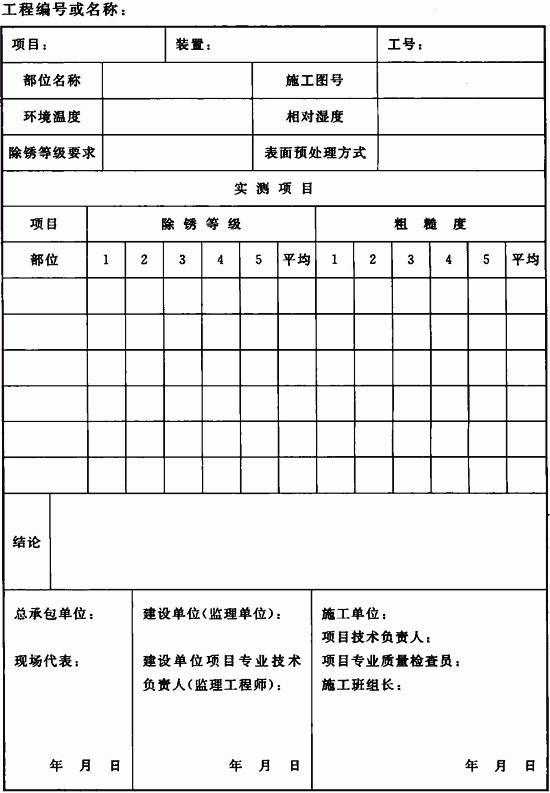 工程编号或名称:
项目: 装置: 工号:
部位名称 施工图号
环境温度 相对湿度
除锈等级要求 表面预处理方式
实测项目
项目 除锈等级 粗糙度
部位 1 2 3 4 5 平均 1 2 3 4 5 平均
结论
总承包单位: 建设单位(监理单位): 施工单位:
项目技术负责人:
现场代表: 建设单位项目专业技术 项目专业质量检查员:
负责人(监理工程师): 施工班组长:
年 月 日 年 月 日 年 月 日